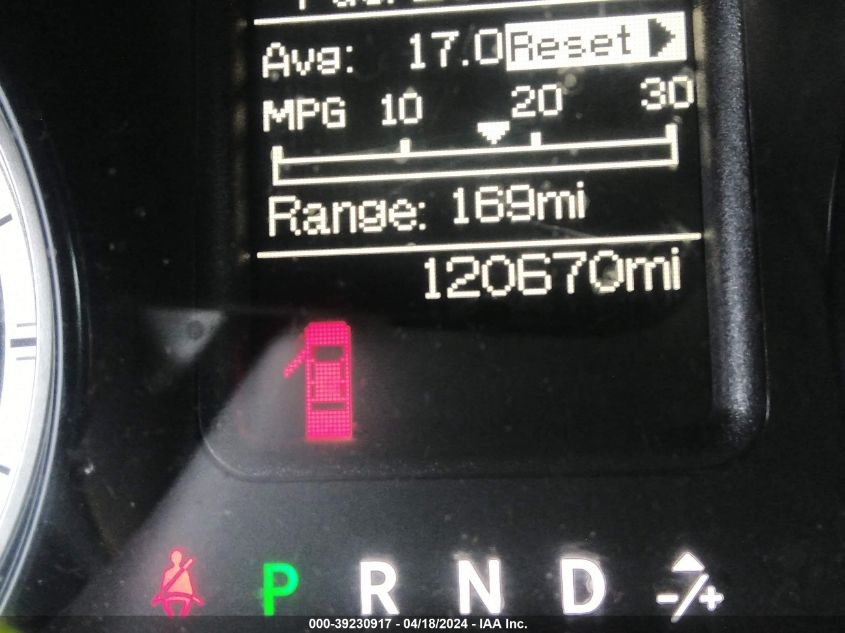 Avg: 17.0 Reset
MPG 10 20 30
Range: 169mi
120670mi
P R N D -/+
000-39230917 - 04/18/2024 - IAA Inc.